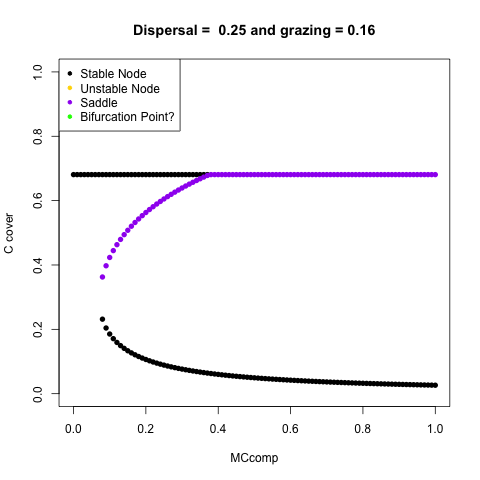 Dispersal =  0.25 and grazing = 0.16
Stable Node
Unstable Node
Saddle
Bifurcation Point?
C cover
1.0
0.8
0.6
0.4
0.2
0.0
0.0 0.2 0.4 0.6 0.8 1.0
MCcomp